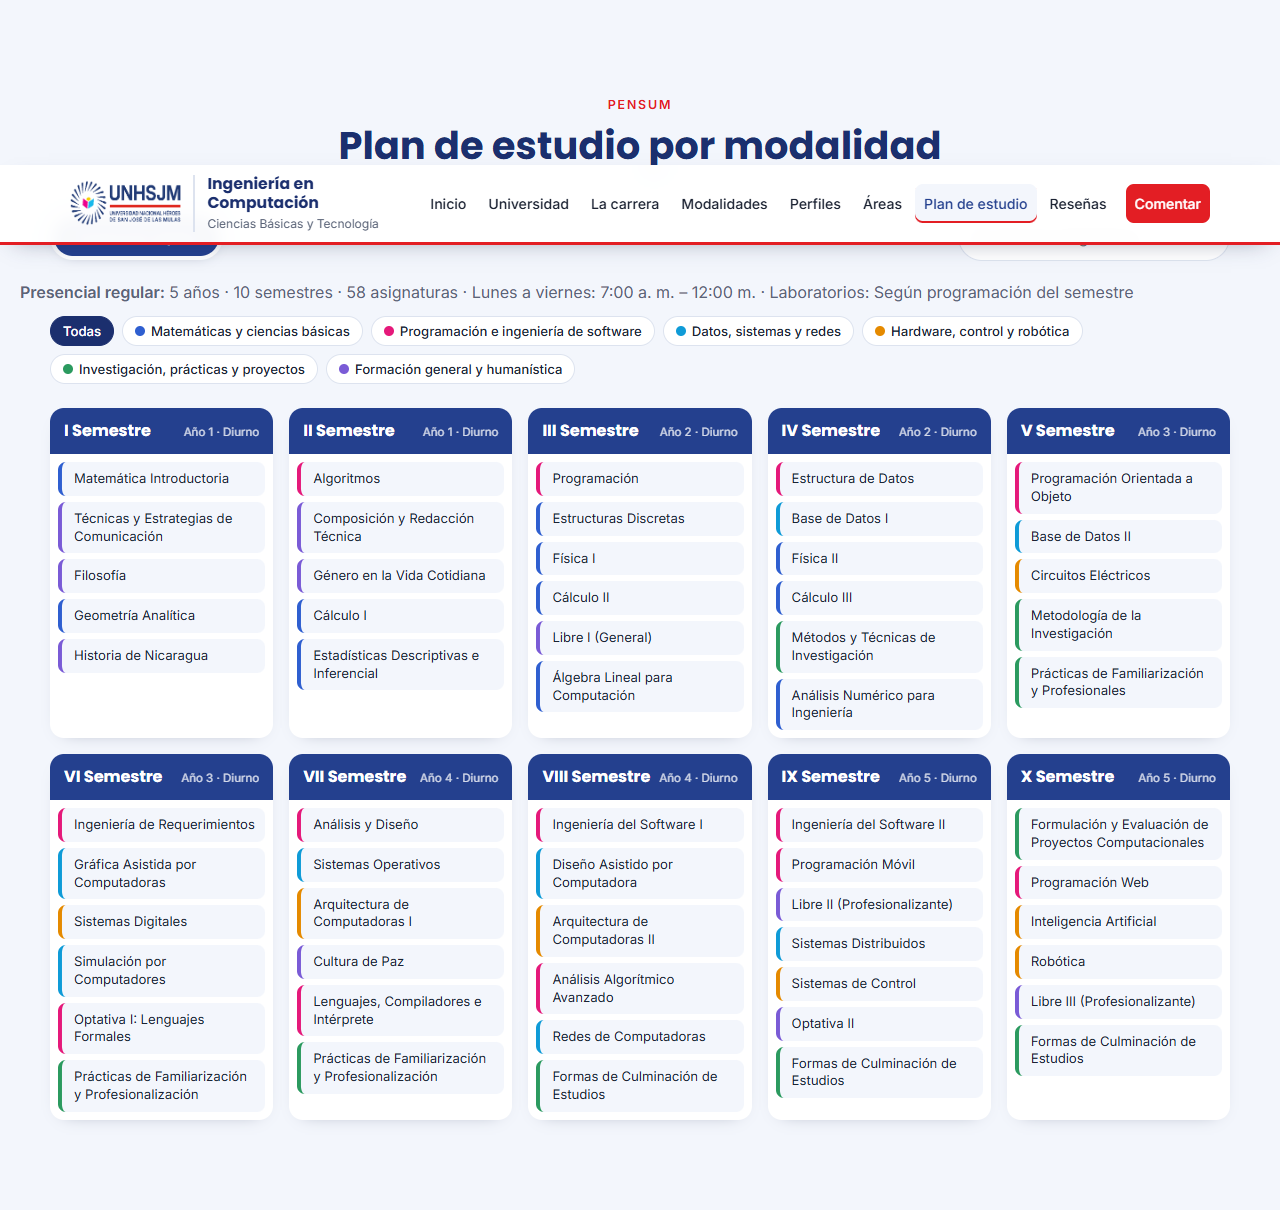 PENSUM
Plan de estudio por modalidad
UNHSJM
UNIVERSIDAD NACIONAL HÉROES
DE SAN JOSÉ DE LAS MULAS
Ingeniería en
Computación
Ciencias Básicas y Tecnología
Inicio
Universidad
La carrera
Modalidades
Perfiles
Áreas
Plan de estudio
Reseñas
Comentar
Presencial regular: 5 años · 10 semestres · 58 asignaturas · Lunes a viernes: 7:00 a. m. – 12:00 m. · Laboratorios: Según programación del semestre
Todas
Matemáticas y ciencias básicas
Programación e ingeniería de software
Datos, sistemas y redes
Hardware, control y robótica
Investigación, prácticas y proyectos
Formación general y humanística
I Semestre
Año 1 · Diurno
Matemática Introductoria
Técnicas y Estrategias de
Comunicación
Filosofía
Geometría Analítica
Historia de Nicaragua
II Semestre
Año 1 · Diurno
Algoritmos
Composición y Redacción
Técnica
Género en la Vida Cotidiana
Cálculo I
Estadísticas Descriptivas e
Inferencial
III Semestre
Año 2 · Diurno
Programación
Estructuras Discretas
Física I
Cálculo II
Libre I (General)
Álgebra Lineal para
Computación
IV Semestre
Año 2 · Diurno
Estructura de Datos
Base de Datos I
Física II
Cálculo III
Métodos y Técnicas de
Investigación
Análisis Numérico para
Ingeniería
V Semestre
Año 3 · Diurno
Programación Orientada a
Objeto
Base de Datos II
Circuitos Eléctricos
Metodología de la
Investigación
Prácticas de Familiarización
y Profesionales
VI Semestre
Año 3 · Diurno
Ingeniería de Requerimientos
Gráfica Asistida por
Computadoras
Sistemas Digitales
Simulación por
Computadores
Optativa I: Lenguajes
Formales
Prácticas de Familiarización
y Profesionalización
VII Semestre
Año 4 · Diurno
Análisis y Diseño
Sistemas Operativos
Arquitectura de
Computadoras I
Cultura de Paz
Lenguajes, Compiladores e
Intérprete
Prácticas de Familiarización
y Profesionalización
VIII Semestre
Año 4 · Diurno
Ingeniería del Software I
Diseño Asistido por
Computadora
Arquitectura de
Computadoras II
Análisis Algorítmico
Avanzado
Redes de Computadoras
Formas de Culminación de
Estudios
IX Semestre
Año 5 · Diurno
Ingeniería del Software II
Programación Móvil
Libre II (Profesionalizante)
Sistemas Distribuidos
Sistemas de Control
Optativa II
Formas de Culminación de
Estudios
X Semestre
Año 5 · Diurno
Formulación y Evaluación de
Proyectos Computacionales
Programación Web
Inteligencia Artificial
Robótica
Libre III (Profesionalizante)
Formas de Culminación de
Estudios